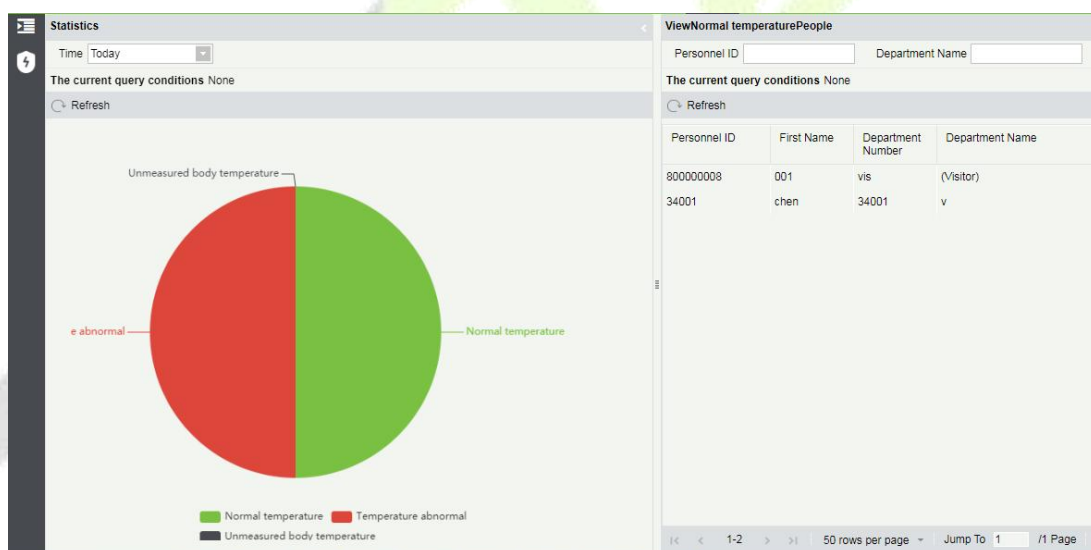 Statistics
Time Today
The current query conditions None
Refresh
Unmeasured body temperature
e abnormal
Normal temperature
Normal temperature Temperature abnormal
Unmeasured body temperature
ViewNormal temperaturePeople
Personnel ID Department Name
The current query conditions None
Refresh
Personnel ID First Name Department Number Department Name
800000008 001 vis (Visitor)
34001 chen 34001 v
1-2 50 rows per page Jump To 1 /1 Page